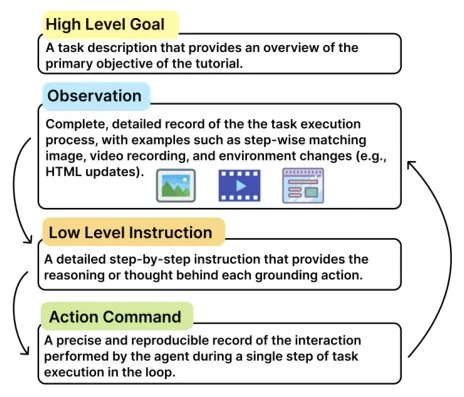 High Level Goal
A task description that provides an overview of the
primary objective of the tutorial.
Observation
Complete, detailed record of the the task execution
process, with examples such as step-wise matching
image, video recording, and environment changes (e.g.,
HTML updates).
Low Level Instruction
A detailed step-by-step instruction that provides the
reasoning or thought behind each grounding action.
Action Command
A precise and reproducible record of the interaction
performed by the agent during a single step of task
execution in the loop.